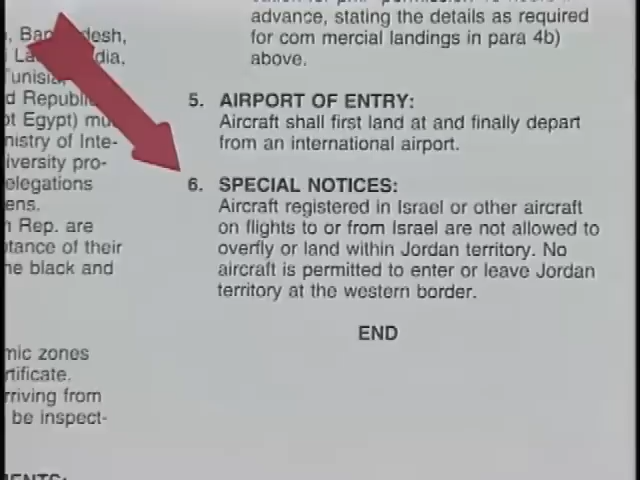 advance, stating the details as required
for com mercial landings in para 4b)
above.
5. AIRPORT OF ENTRY:
Aircraft shall first land at and finally depart
from an international airport.
6. SPECIAL NOTICES:
Aircraft registered in Israel or other aircraft
on flights to or from Israel are not allowed to
overfly or land within Jordan territory. No
aircraft is permitted to enter or leave Jordan
territory at the western border.
END
d Republic
Egypt) mu
nistry of Inte-
iversity pro-
elegations
ens.
Rep. are
tance of their
he black and
mic zones
rtificate.
rriving from
be inspect-